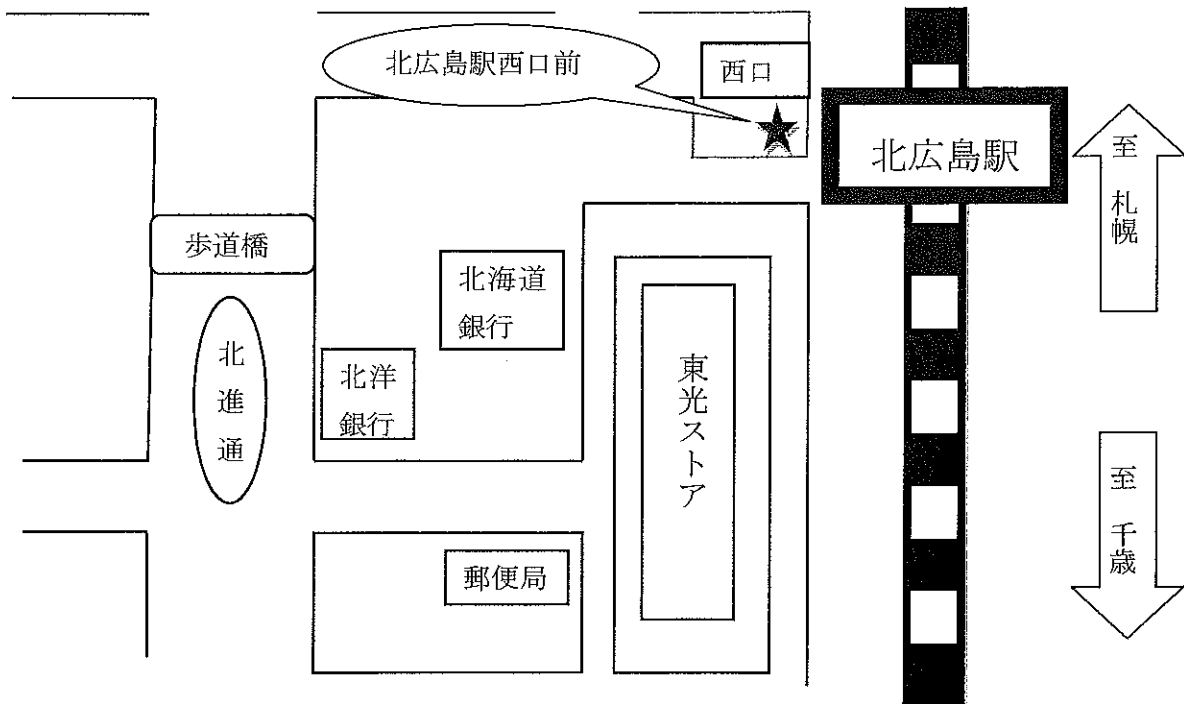 北広島駅西口前
西口
北広島駅
至 札幌
歩道橋
北海道
銀行
北進通
北洋
銀行
東光ストア
至 千歳
郵便局